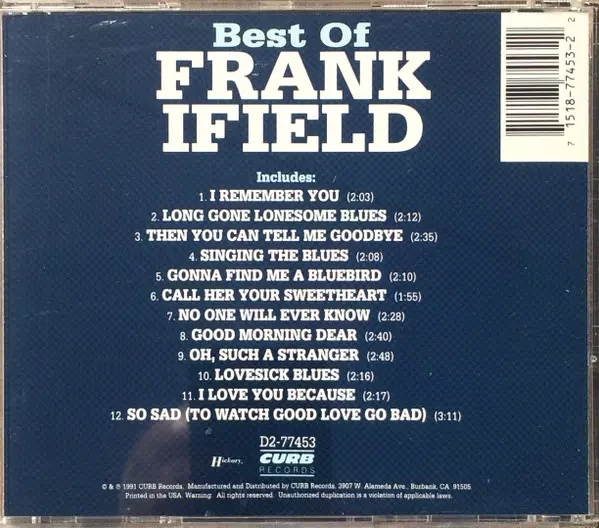 Best Of
FRANK
IFIELD
Includes:
1. I REMEMBER YOU (2:03)
2. LONG GONE LONESOME BLUES (2:12)
3. THEN YOU CAN TELL ME GOODBYE (2:35)
4. SINGING THE BLUES (2:08)
5. GONNA FIND ME A BLUEBIRD (2:10)
6. CALL HER YOUR SWEETHEART (1:55)
7. NO ONE WILL EVER KNOW (2:28)
8. GOOD MORNING DEAR (2:40)
9. OH, SUCH A STRANGER (2:48)
10. LOVESICK BLUES (2:16)
11. I LOVE YOU BECAUSE (2:17)
12. SO SAD (TO WATCH GOOD LOVE GO BAD) (3:11)
D2-77453
Hickory.
CURB
RECORDS
© & ℗ 1991 CURB Records. Manufactured and Distributed by CURB Records. 3907 W. Alameda Ave., Burbank, CA 91505.
Printed in the USA. Warning: All rights reserved. Unauthorized duplication is a violation of applicable laws.
7 1518-77453-2 2